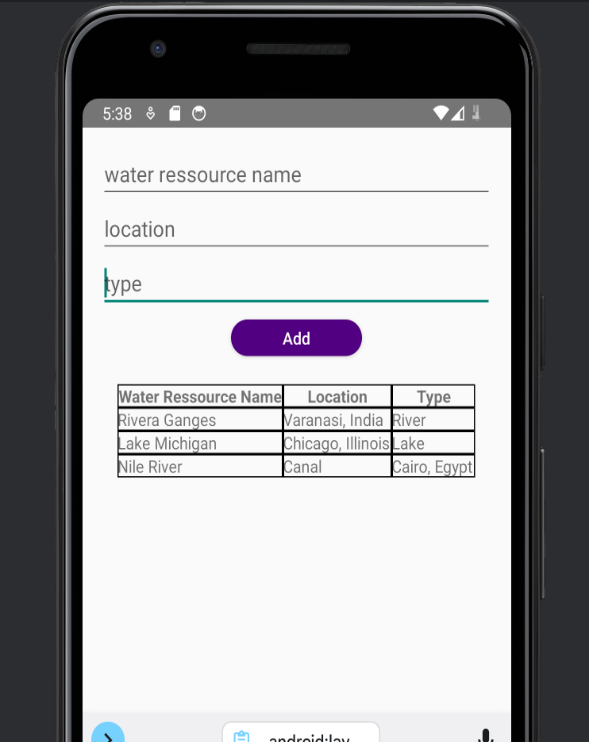 5:38
water ressource name
location
type
Add
Water Ressource Name Location Type
Rivera Ganges Varanasi, India River
Lake Michigan Chicago, Illinois Lake
Nile River Canal Cairo, Egypt
android:lay